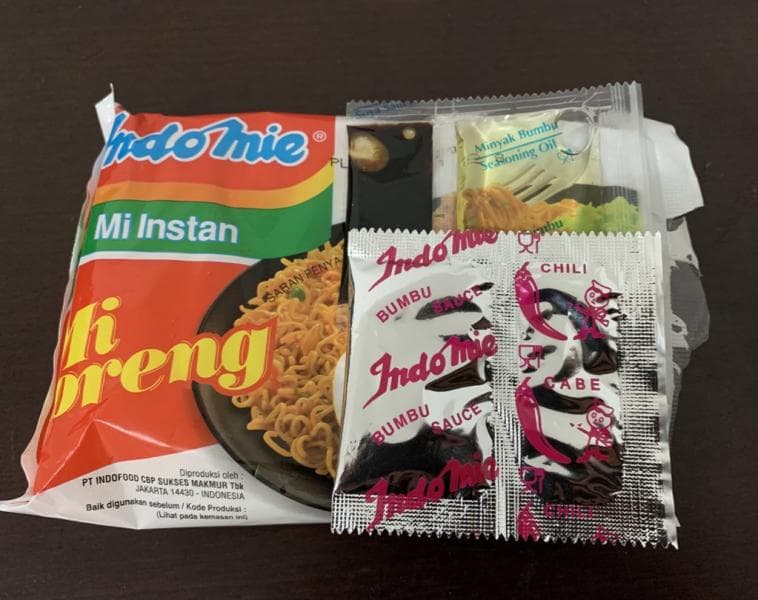 Indomie®
Mi Instan
Mi
oreng
SARAN PENYA
Diproduksi oleh :
PT INDOFOOD CBP SUKSES MAKMUR Tbk
JAKARTA 14430 - INDONESIA
Baik digunakan sebelum / Kode Produksi :
(Lihat pada kemasan ini)
PL
Minyak Bumbu
Seasoning Oil
Indomie
BUMBU SAUCE
Indomie
BUMBU SAUCE
Indomie
CHILI
CABE
CHILI